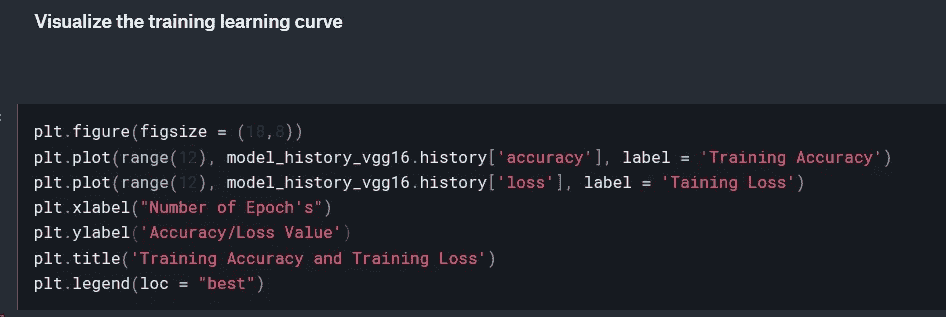 Visualize the training learning curve
plt.figure(figsize = (10,8))
plt.plot(range(12), model_history_vgg16.history['accuracy'], label = 'Training Accuracy')
plt.plot(range(12), model_history_vgg16.history['loss'], label = 'Taining Loss')
plt.xlabel("Number of Epoch's")
plt.ylabel('Accuracy/Loss Value')
plt.title('Training Accuracy and Training Loss')
plt.legend(loc = "best")